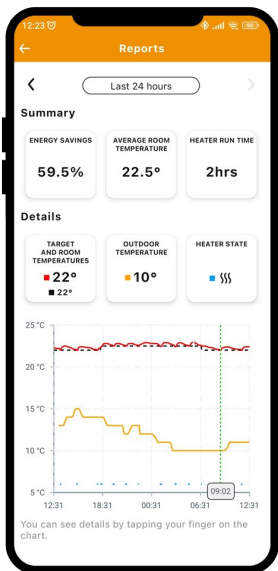 12:23
Reports
Last 24 hours
Summary
ENERGY SAVINGS
59.5%
AVERAGE ROOM
TEMPERATURE
22.5°
HEATER RUN TIME
2hrs
Details
TARGET
AND ROOM
TEMPERATURES
22°
22°
OUTDOOR
TEMPERATURE
10°
HEATER STATE
25 °C
20 °C
15 °C
10 °C
5 °C
09:02
12:31 18:31 00:31 06:31 12:31
You can see details by tapping your finger on the
chart.